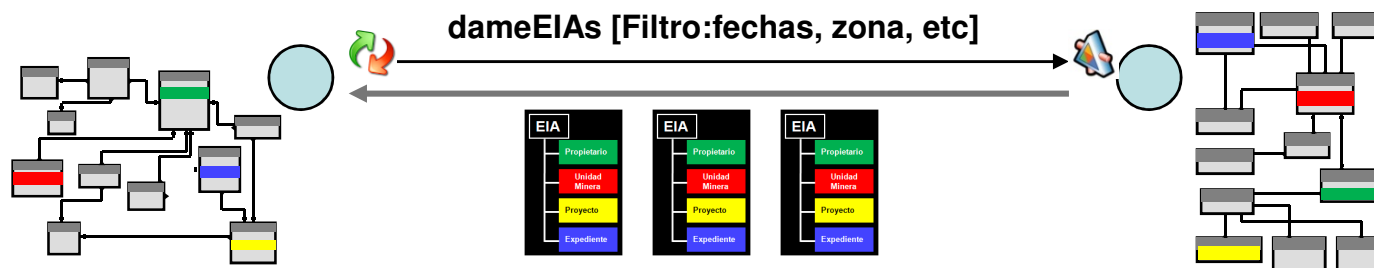 dameEIAs [Filtro:fechas, zona, etc]
EIA
Propietario
Unidad
Minera
Proyecto
Expediente
EIA
Propietario
Unidad
Minera
Proyecto
Expediente
EIA
Propietario
Unidad
Minera
Proyecto
Expediente